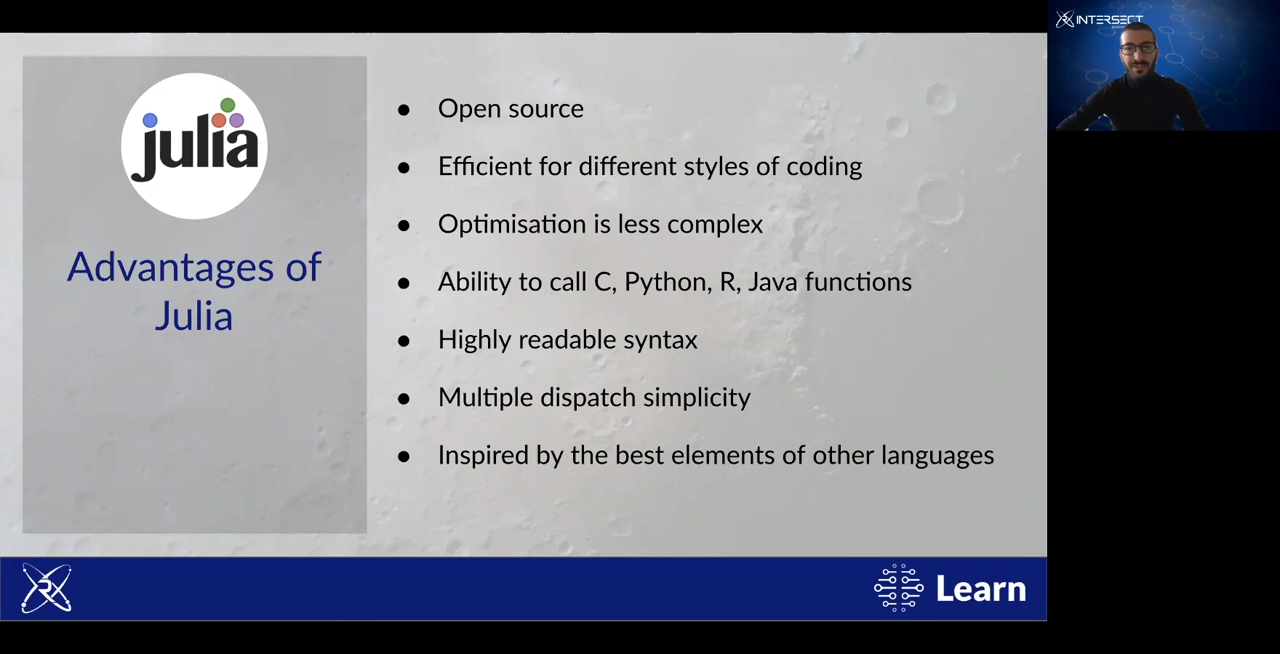 julia
Advantages of
Julia
● Open source
● Efficient for different styles of coding
● Optimisation is less complex
● Ability to call C, Python, R, Java functions
● Highly readable syntax
● Multiple dispatch simplicity
● Inspired by the best elements of other languages
Learn
INTERSECT